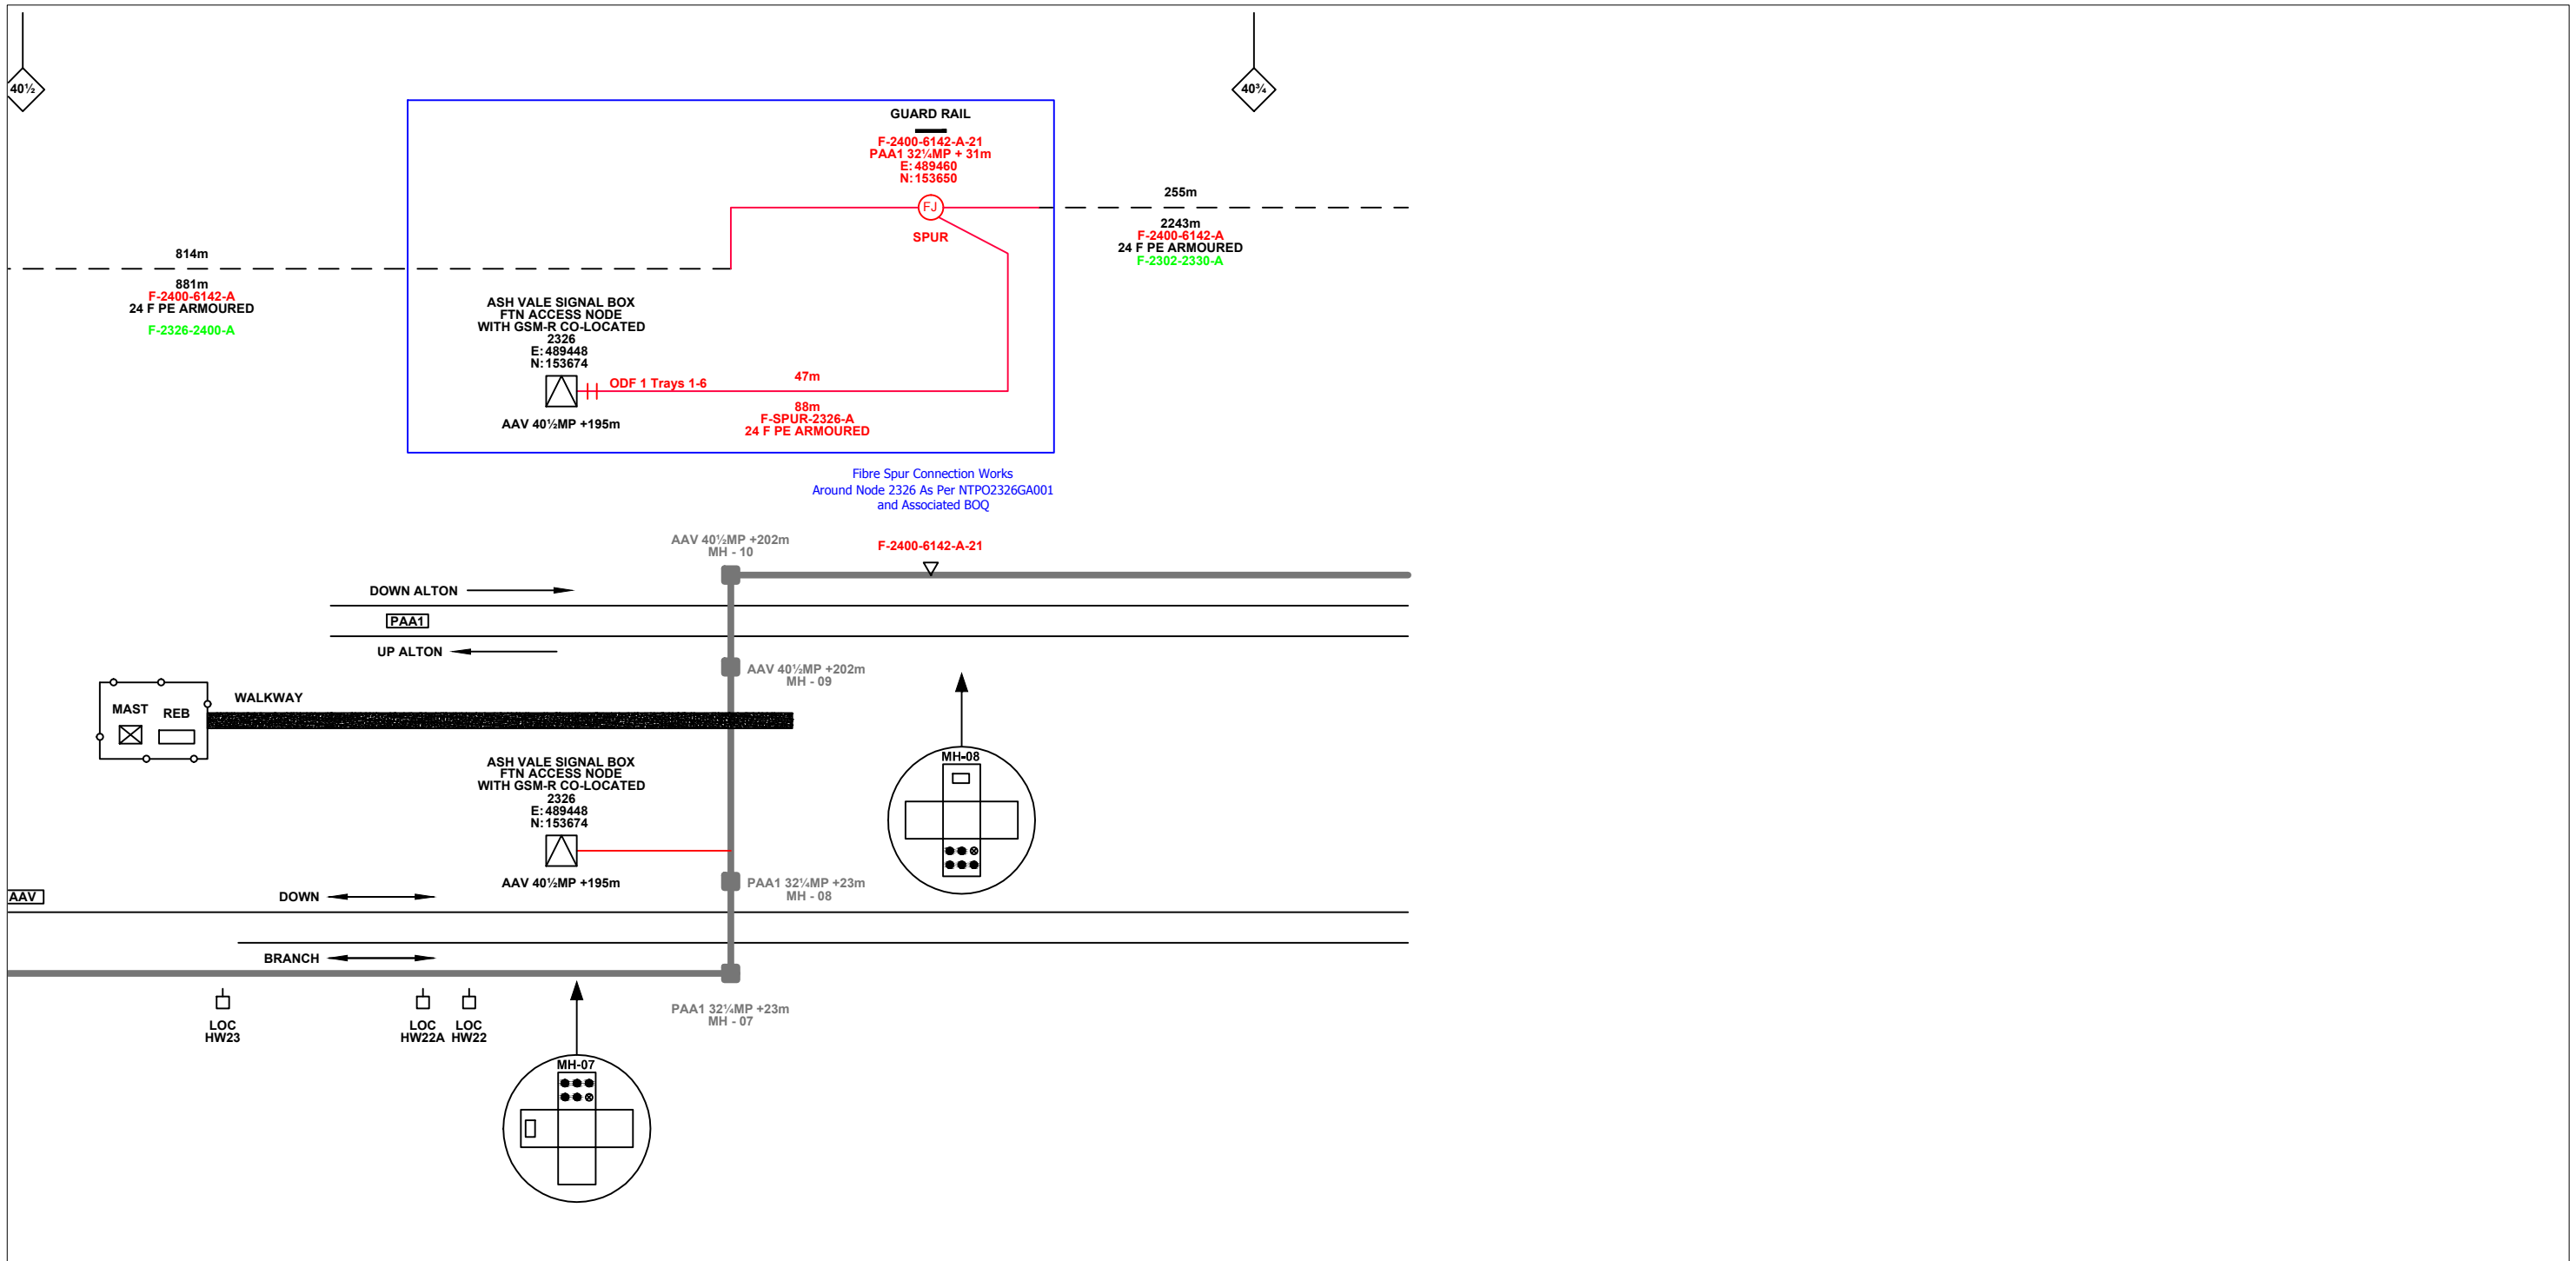 40½
40¾
GUARD RAIL
F-2400-6142-A-21
PAA1 32¼MP + 31m
E: 489460
N: 153650
FJ
SPUR
255m
2243m
F-2400-6142-A
24 F PE ARMOURED
F-2302-2330-A
814m
881m
F-2400-6142-A
24 F PE ARMOURED
F-2326-2400-A
ASH VALE SIGNAL BOX
FTN ACCESS NODE
WITH GSM-R CO-LOCATED
2326
E: 489448
N: 153674
AAV 40½MP +195m
ODF 1 Trays 1-6
47m
88m
F-SPUR-2326-A
24 F PE ARMOURED
Fibre Spur Connection Works
Around Node 2326 As Per NTPO2326GA001
and Associated BOQ
AAV 40½MP +202m
MH - 10
F-2400-6142-A-21
DOWN ALTON
PAA1
UP ALTON
AAV 40½MP +202m
MH - 09
WALKWAY
MAST
REB
ASH VALE SIGNAL BOX
FTN ACCESS NODE
WITH GSM-R CO-LOCATED
2326
E: 489448
N: 153674
AAV 40½MP +195m
MH-08
PAA1 32¼MP +23m
MH - 08
AAV
DOWN
BRANCH
LOC
HW23
LOC
HW22A
LOC
HW22
PAA1 32¼MP +23m
MH - 07
MH-07